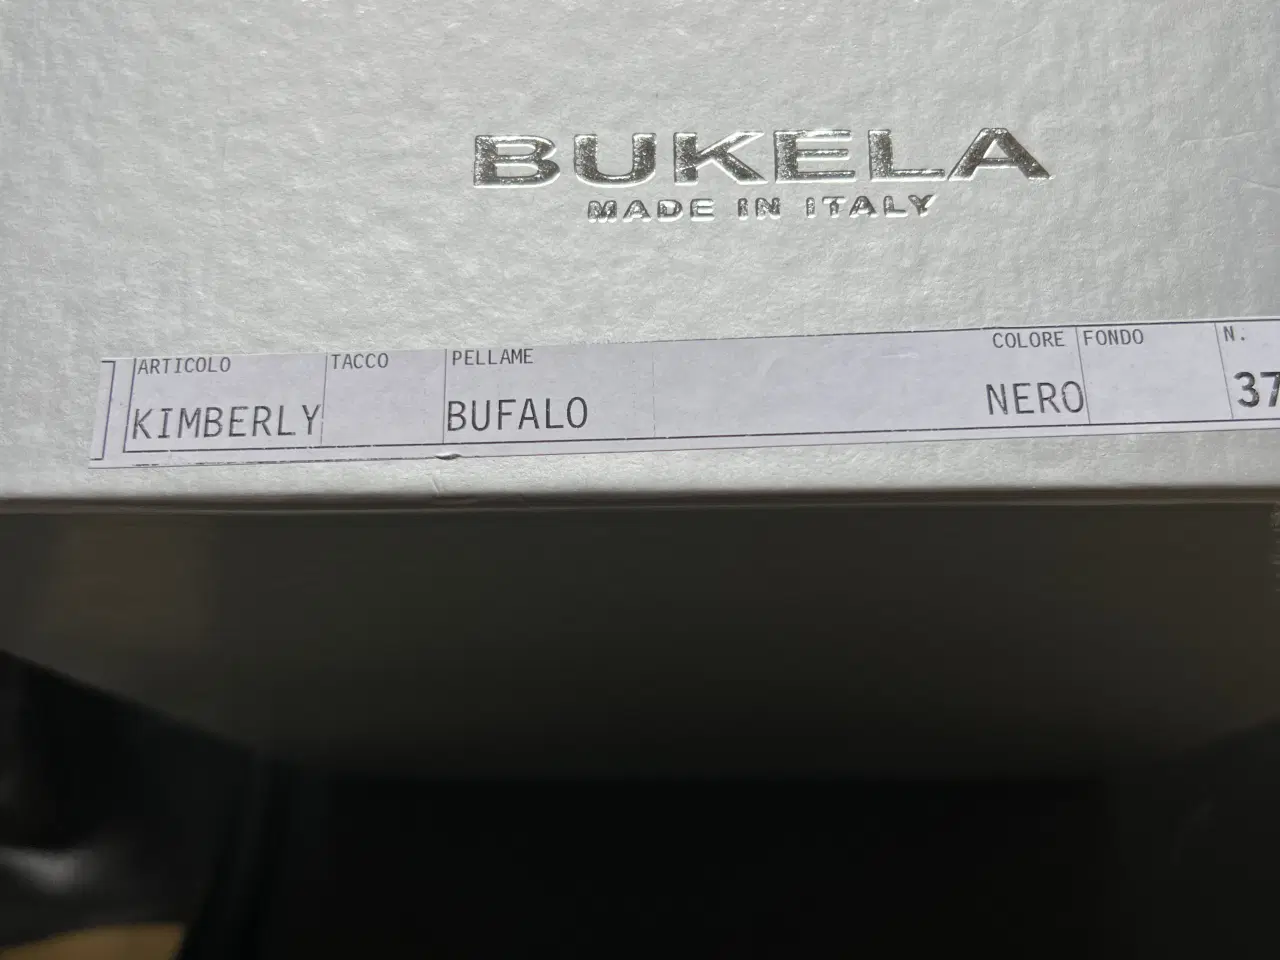 BUKELA
MADE IN ITALY
ARTICOLO TACCO PELLAME COLORE FONDO N.
KIMBERLY BUFALO NERO 37